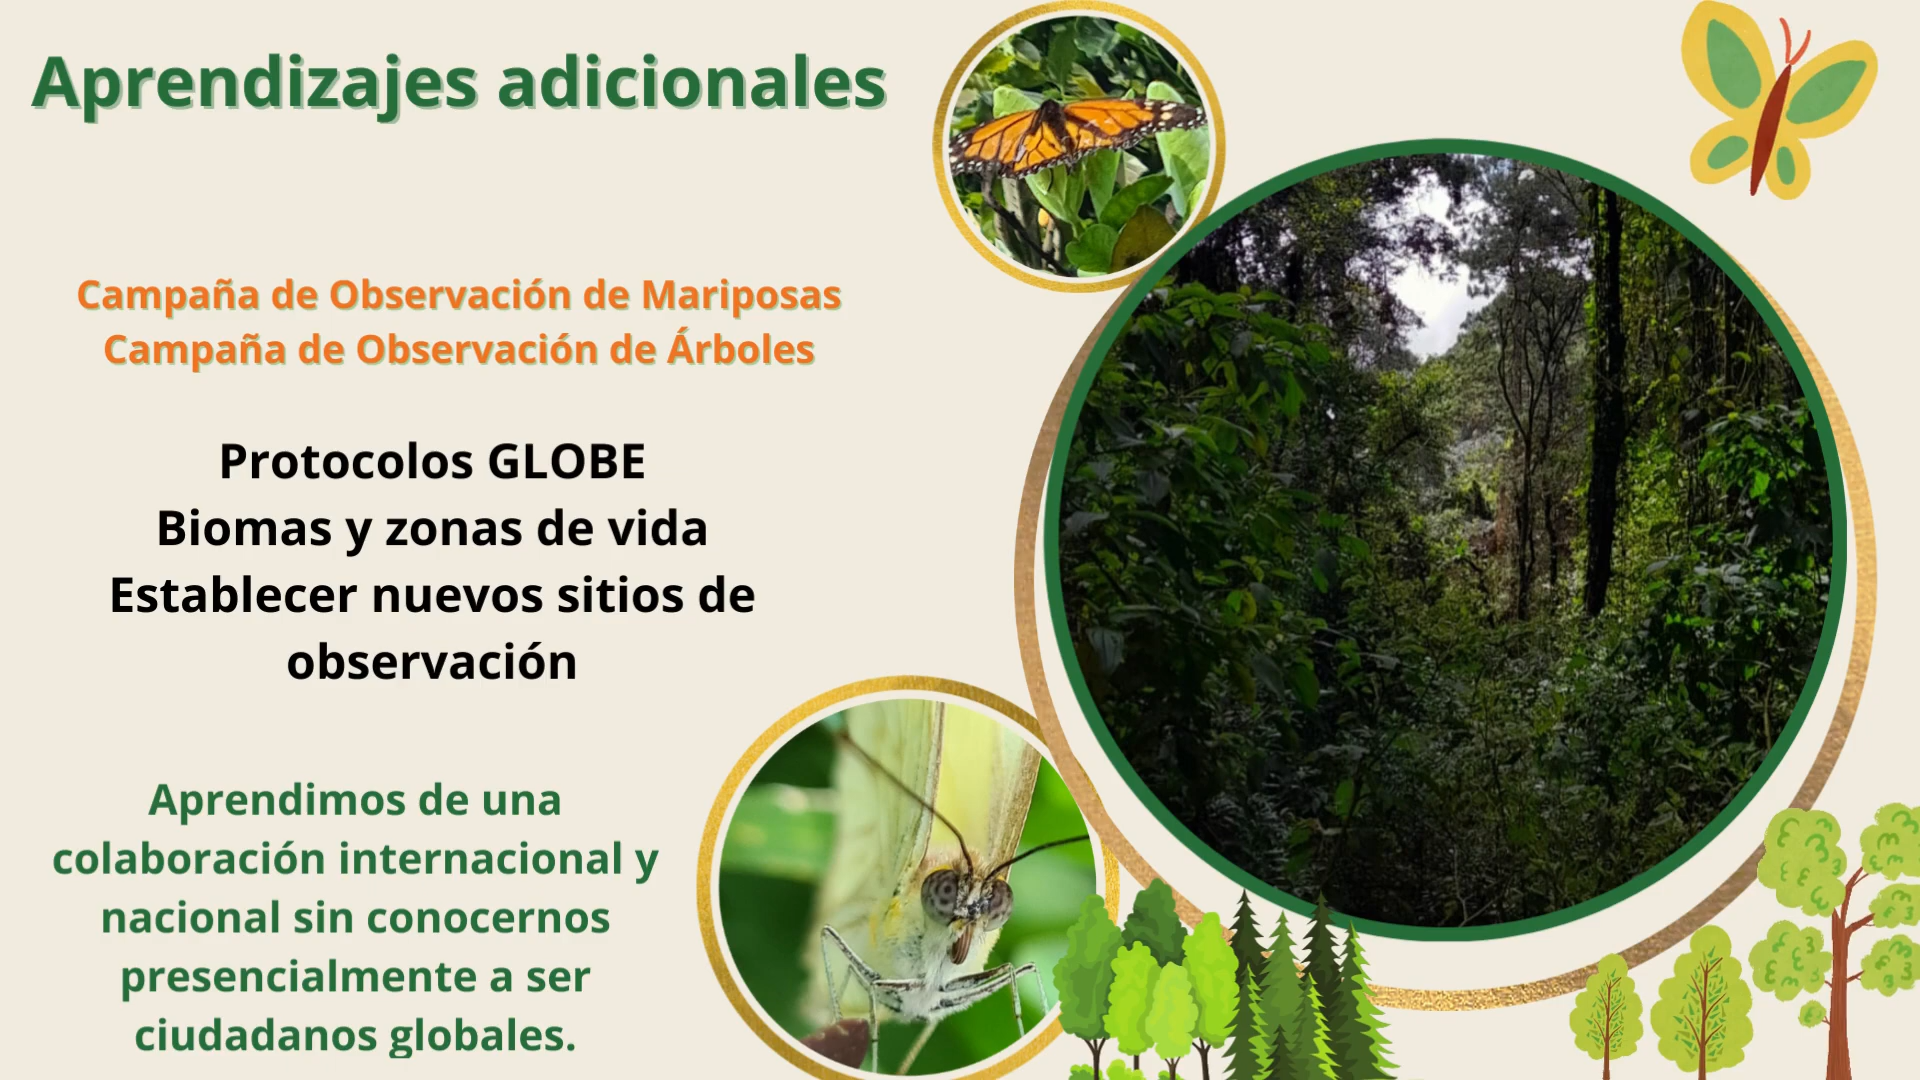 Aprendizajes adicionales
Campaña de Observación de Mariposas
Campaña de Observación de Árboles
Protocolos GLOBE
Biomas y zonas de vida
Establecer nuevos sitios de
observación
Aprendimos de una
colaboración internacional y
nacional sin conocernos
presencialmente a ser
ciudadanos globales.